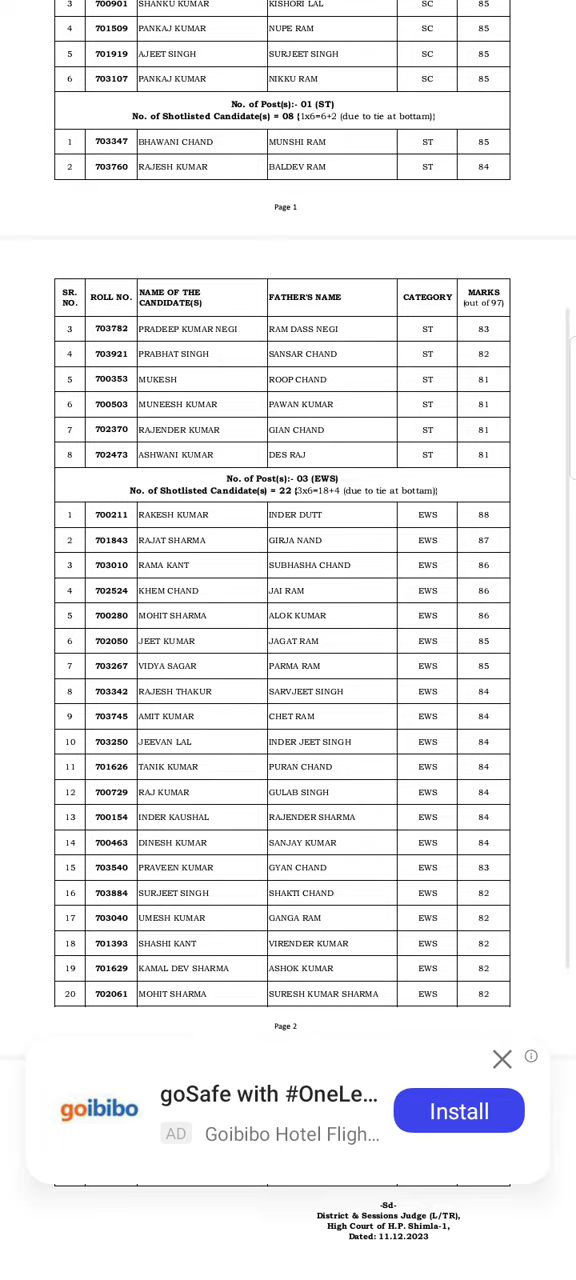 3 700901 SHANKU KUMAR KISHORI LAL SC 85
4 701509 PANKAJ KUMAR NUPE RAM SC 85
5 701919 AJEET SINGH SURJEET SINGH SC 85
6 703107 PANKAJ KUMAR NIKKU RAM SC 85
No. of Post(s):- 01 (ST)
No. of Shotlisted Candidate(s) = 08 {1x6=6+2 (due to tie at bottam)}
1 703347 BHAWANI CHAND MUNSHI RAM ST 85
2 703760 RAJESH KUMAR BALDEV RAM ST 84
Page 1
SR. NO. ROLL NO. NAME OF THE CANDIDATE(S) FATHER'S NAME CATEGORY MARKS (out of 97)
3 703782 PRADEEP KUMAR NEGI RAM DASS NEGI ST 83
4 703921 PRABHAT SINGH SANSAR CHAND ST 82
5 700353 MUKESH ROOP CHAND ST 81
6 700503 MUNEESH KUMAR PAWAN KUMAR ST 81
7 702370 RAJENDER KUMAR GIAN CHAND ST 81
8 702473 ASHWANI KUMAR DES RAJ ST 81
No. of Post(s):- 03 (EWS)
No. of Shotlisted Candidate(s) = 22 {3x6=18+4 (due to tie at bottam)}
1 700211 RAKESH KUMAR INDER DUTT EWS 88
2 701843 RAJAT SHARMA GIRJA NAND EWS 87
3 703010 RAMA KANT SUBHASHA CHAND EWS 86
4 702524 KHEM CHAND JAI RAM EWS 86
5 700280 MOHIT SHARMA ALOK KUMAR EWS 86
6 702050 JEET KUMAR JAGAT RAM EWS 85
7 703267 VIDYA SAGAR PARMA RAM EWS 85
8 703342 RAJESH THAKUR SARVJEET SINGH EWS 84
9 703745 AMIT KUMAR CHET RAM EWS 84
10 703250 JEEVAN LAL INDER JEET SINGH EWS 84
11 701626 TANIK KUMAR PURAN CHAND EWS 84
12 700729 RAJ KUMAR GULAB SINGH EWS 84
13 700154 INDER KAUSHAL RAJENDER SHARMA EWS 84
14 700463 DINESH KUMAR SANJAY KUMAR EWS 84
15 703540 PRAVEEN KUMAR GYAN CHAND EWS 83
16 703884 SURJEET SINGH SHAKTI CHAND EWS 82
17 703040 UMESH KUMAR GANGA RAM EWS 82
18 701393 SHASHI KANT VIRENDER KUMAR EWS 82
19 701629 KAMAL DEV SHARMA ASHOK KUMAR EWS 82
20 702061 MOHIT SHARMA SURESH KUMAR SHARMA EWS 82
Page 2
goibibo
goSafe with #OneLe...
AD Goibibo Hotel Fligh...
Install
-Sd-
District & Sessions Judge (L/TR),
High Court of H.P. Shimla-1,
Dated: 11.12.2023